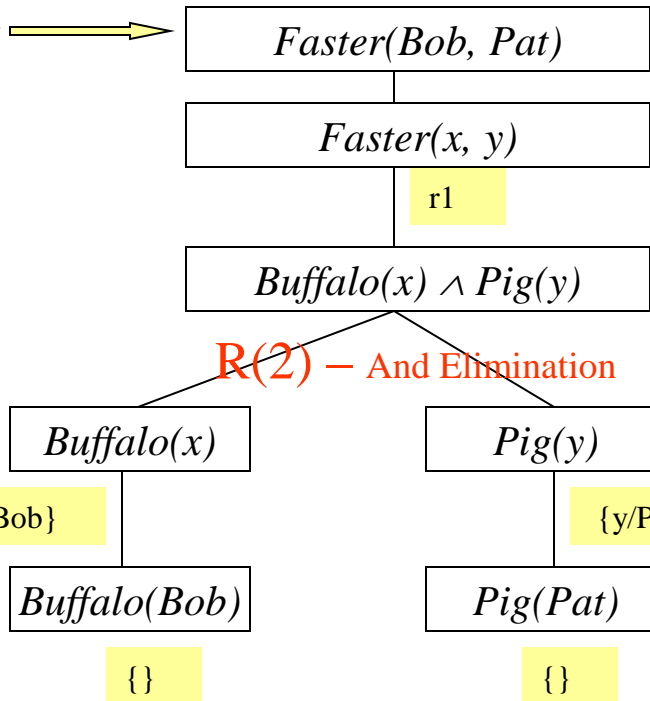 Faster(Bob, Pat)
Faster(x, y)
r1
Buffalo(x) ∧ Pig(y)
R(2) – And Elimination
Buffalo(x) Pig(y)
Bob} {y/P
Buffalo(Bob) Pig(Pat)
{} {}